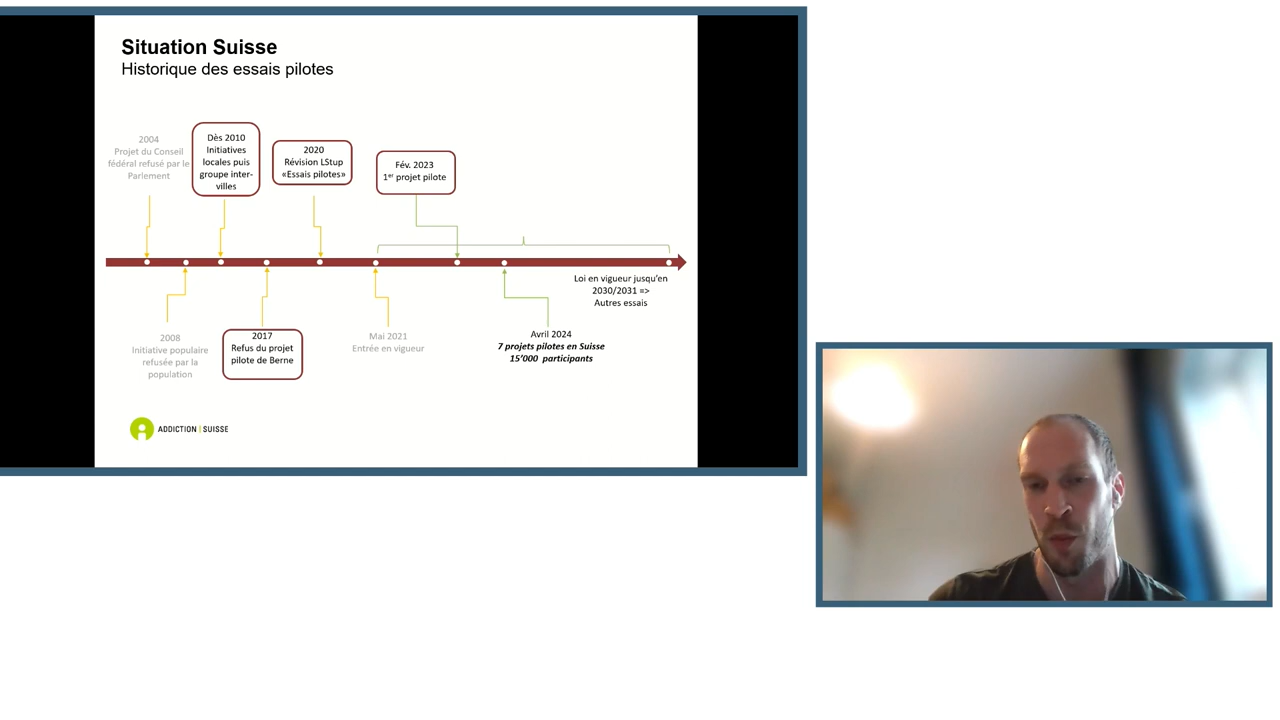 Situation Suisse
Historique des essais pilotes
2004
Projet du Conseil
fédéral refusé par le
Parlement
Dès 2010
Initiatives
locales puis
groupe inter-
villes
2020
Révision LStup
«Essais pilotes»
Fév. 2023
1er projet pilote
Loi en vigueur jusqu'en
2030/2031 =>
Autres essais
2008
Initiative populaire
refusée par la
population
2017
Refus du projet
pilote de Berne
Mai 2021
Entrée en vigueur
Avril 2024
7 projets pilotes en Suisse
15'000 participants
ADDICTION | SUISSE